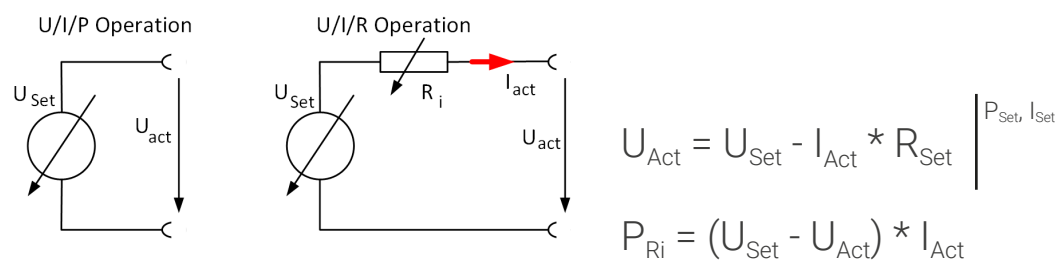 U/I/P Operation
U Set
U act
U/I/R Operation
R i
I act
U Set
U act
U Act = U Set - I Act * R Set | P Set, I Set
P Ri = (U Set - U Act) * I Act